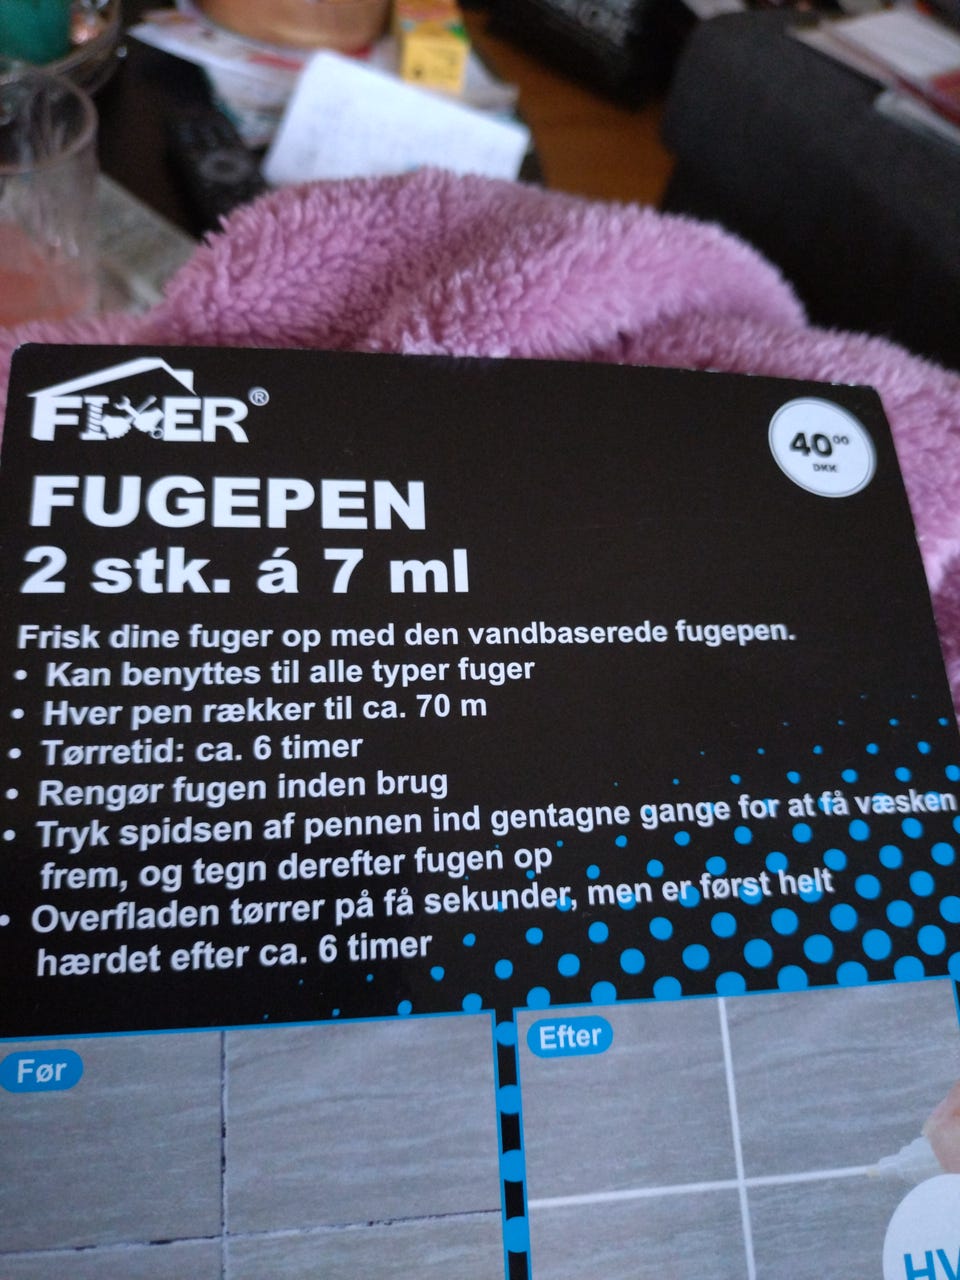 FIXER®
40⁰⁰
DKK
FUGEPEN
2 stk. á 7 ml
Frisk dine fuger op med den vandbaserede fugepen.
• Kan benyttes til alle typer fuger
• Hver pen rækker til ca. 70 m
• Tørretid: ca. 6 timer
• Rengør fugen inden brug
• Tryk spidsen af pennen ind gentagne gange for at få væsken
frem, og tegn derefter fugen op
• Overfladen tørrer på få sekunder, men er først helt
hærdet efter ca. 6 timer
Før
Efter